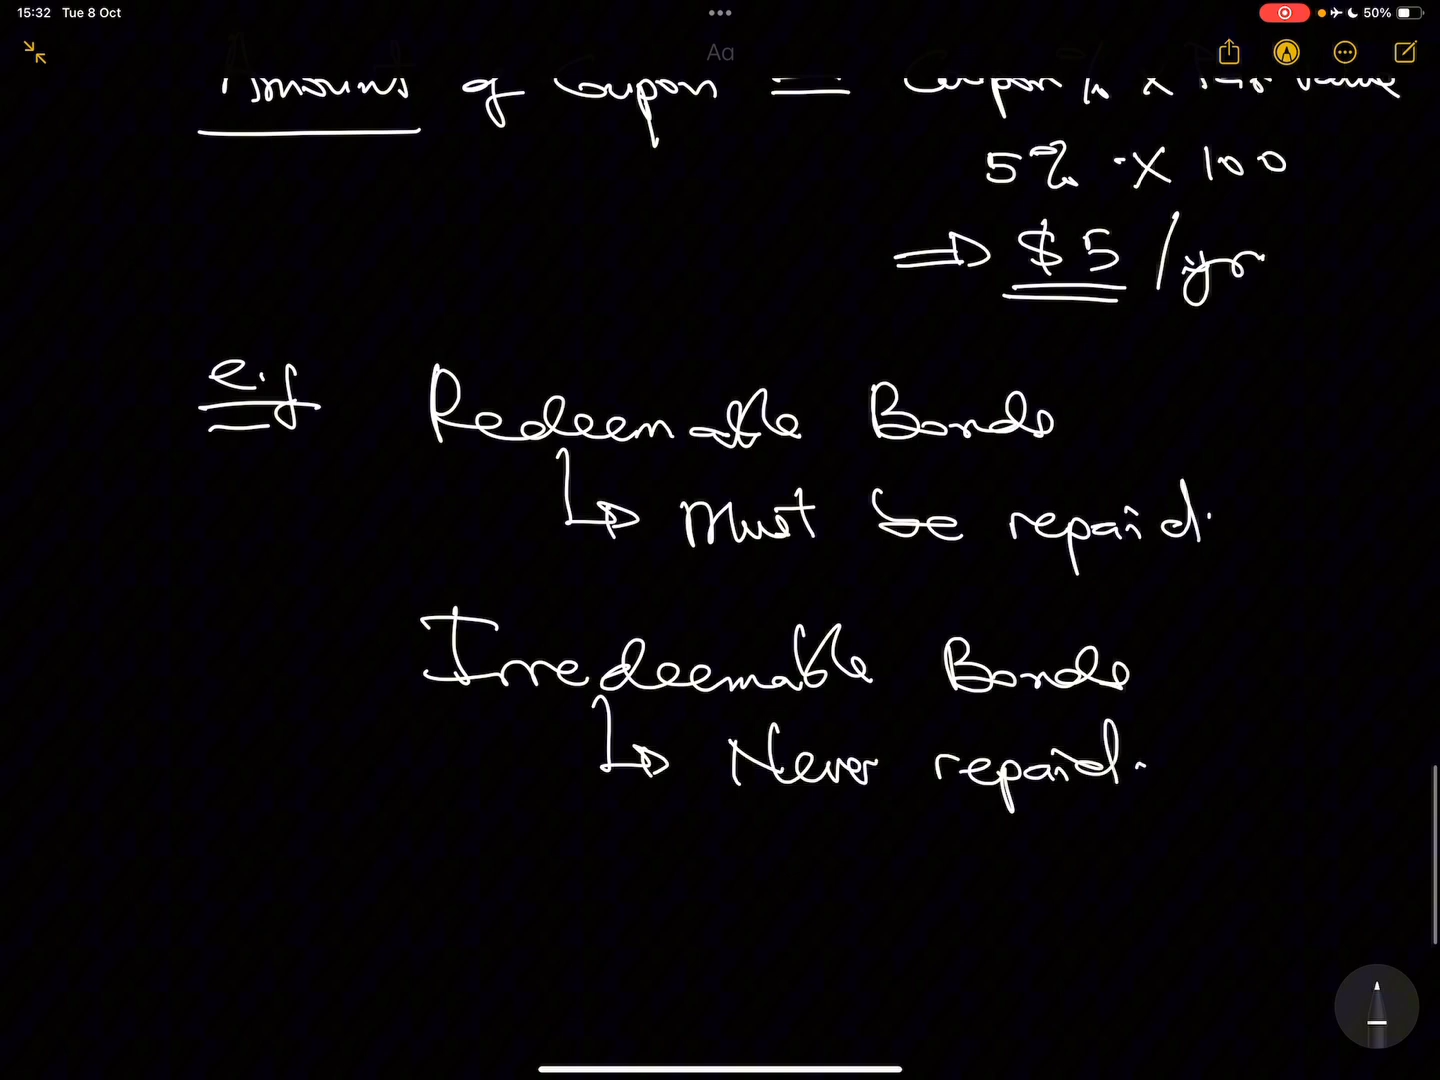 15:32 Tue 8 Oct
50%
Aa
Amount of Coupon = Coupon % x Par value
5% x 100
⇒ $5 /yr
e.g Redeemable Bonds
↳ Must be repaid.
Irredeemable Bonds
↳ Never repaid.